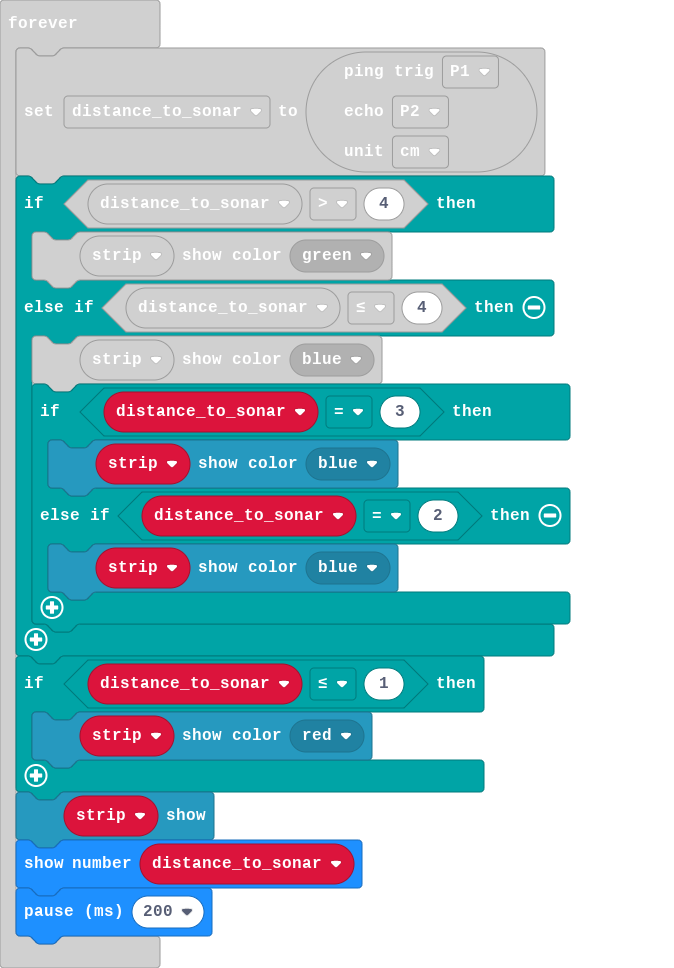 forever
ping trig P1
set distance_to_sonar to echo P2
unit cm
if distance_to_sonar > 4 then
strip show color green
else if distance_to_sonar ≤ 4 then
strip show color blue
if distance_to_sonar = 3 then
strip show color blue
else if distance_to_sonar = 2 then
strip show color blue
if distance_to_sonar ≤ 1 then
strip show color red
strip show
show number distance_to_sonar
pause (ms) 200